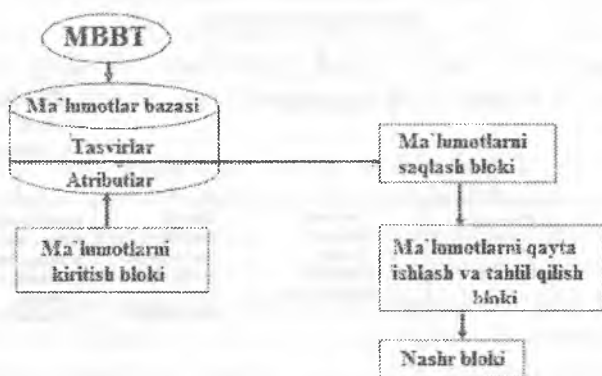 MBBT
Ma`lumotlar bazasi
Tasvirlar
Atributlar
Ma`lumotlarni
kiritish bloki
Ma`lumotlarni
saqlash bloki
Ma`lumotlarni qayta
ishlash va tahlil qilish
bloki
Nashr bloki